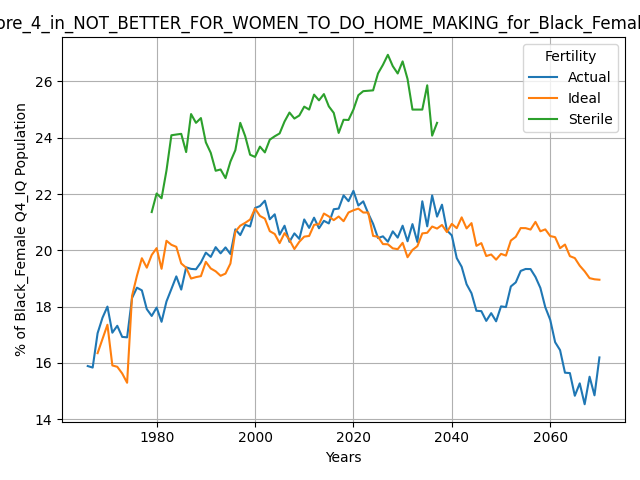 ore_4_in_NOT_BETTER_FOR_WOMEN_TO_DO_HOME_MAKING_for_Black_Femal
Fertility
Actual
Ideal
Sterile
% of Black_Female Q4_IQ Population
26
24
22
20
18
16
14
1980 2000 2020 2040 2060
Years